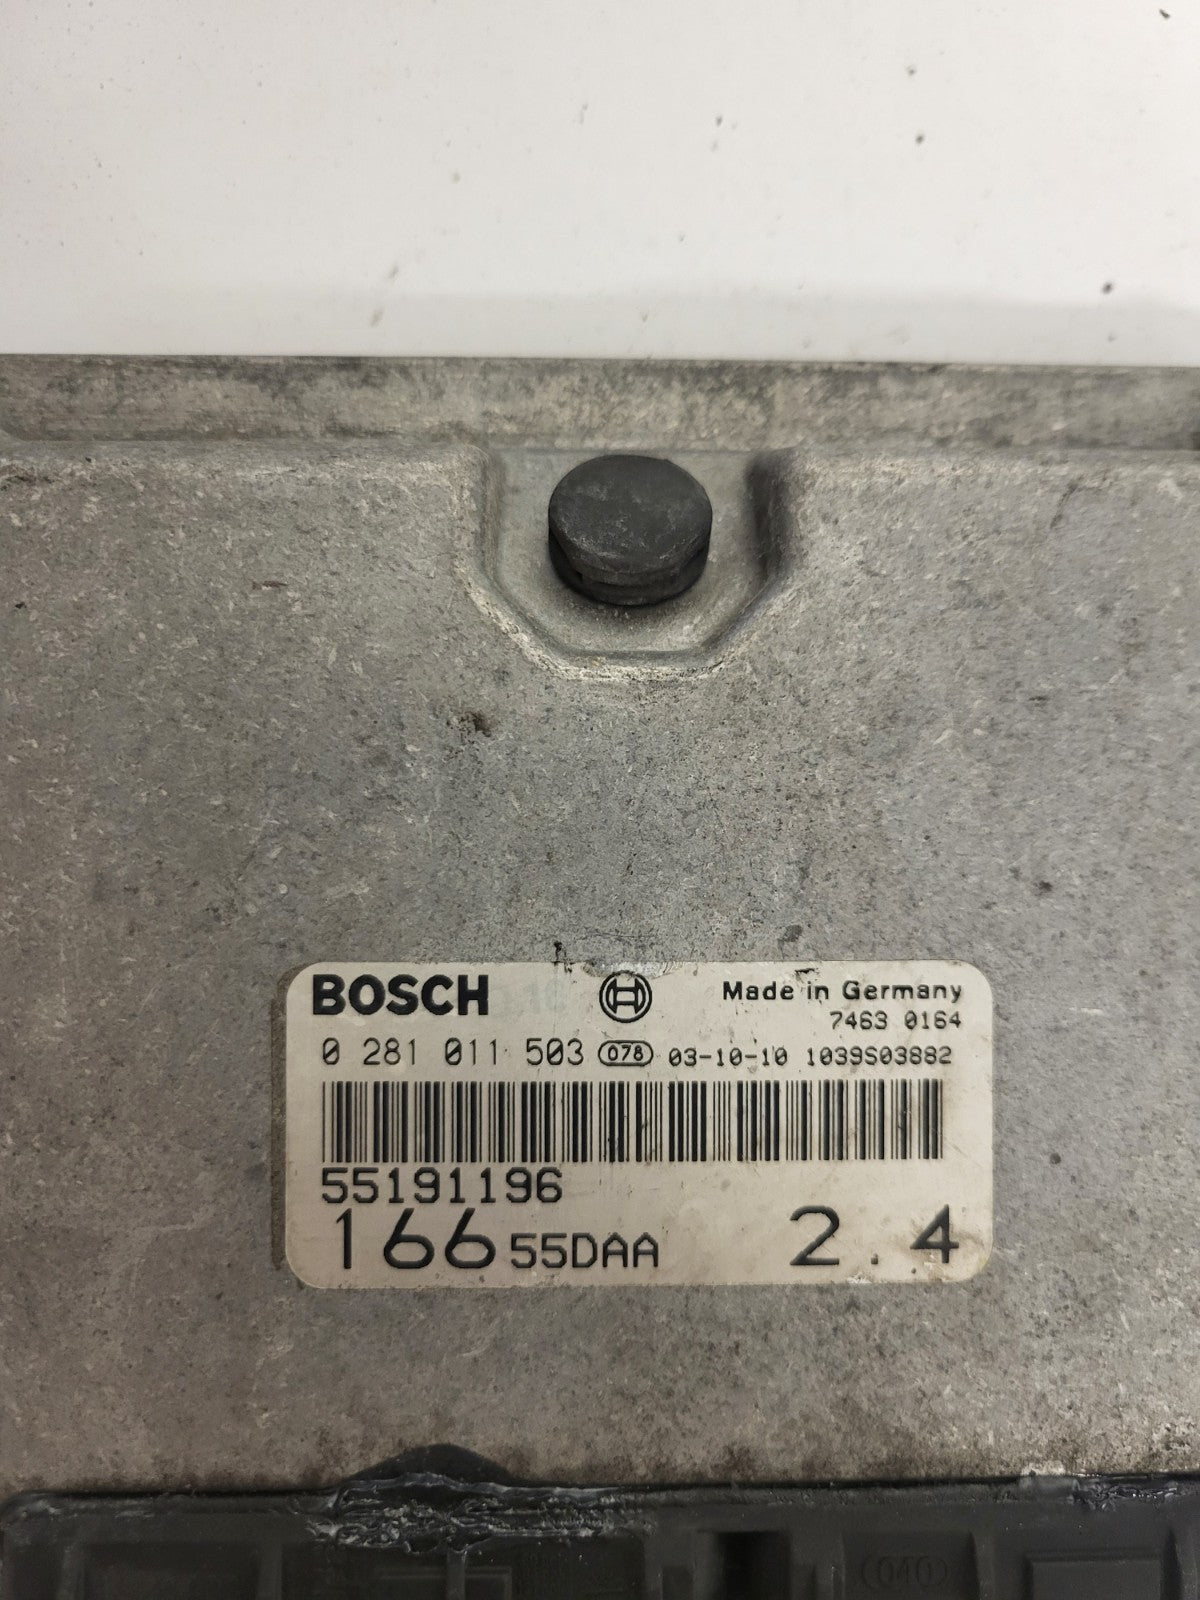 BOSCH Made in Germany
7463 0164
0 281 011 503 078 03-10-10 1039S03882
55191196
166 55DAA 2.4
040